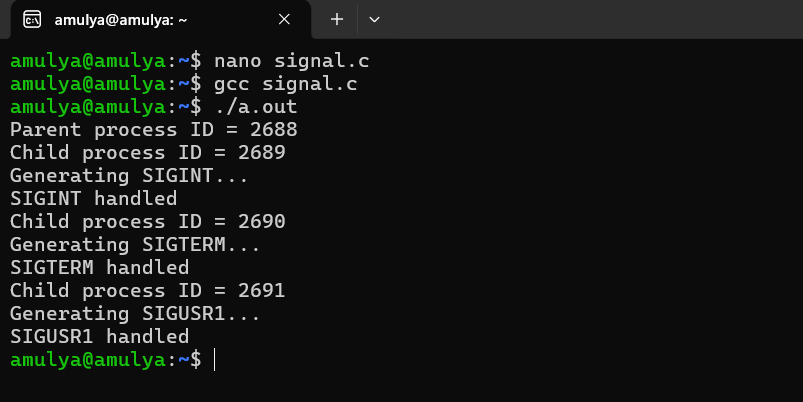 amulya@amulya: ~
amulya@amulya:~$ nano signal.c
amulya@amulya:~$ gcc signal.c
amulya@amulya:~$ ./a.out
Parent process ID = 2688
Child process ID = 2689
Generating SIGINT...
SIGINT handled
Child process ID = 2690
Generating SIGTERM...
SIGTERM handled
Child process ID = 2691
Generating SIGUSR1...
SIGUSR1 handled
amulya@amulya:~$